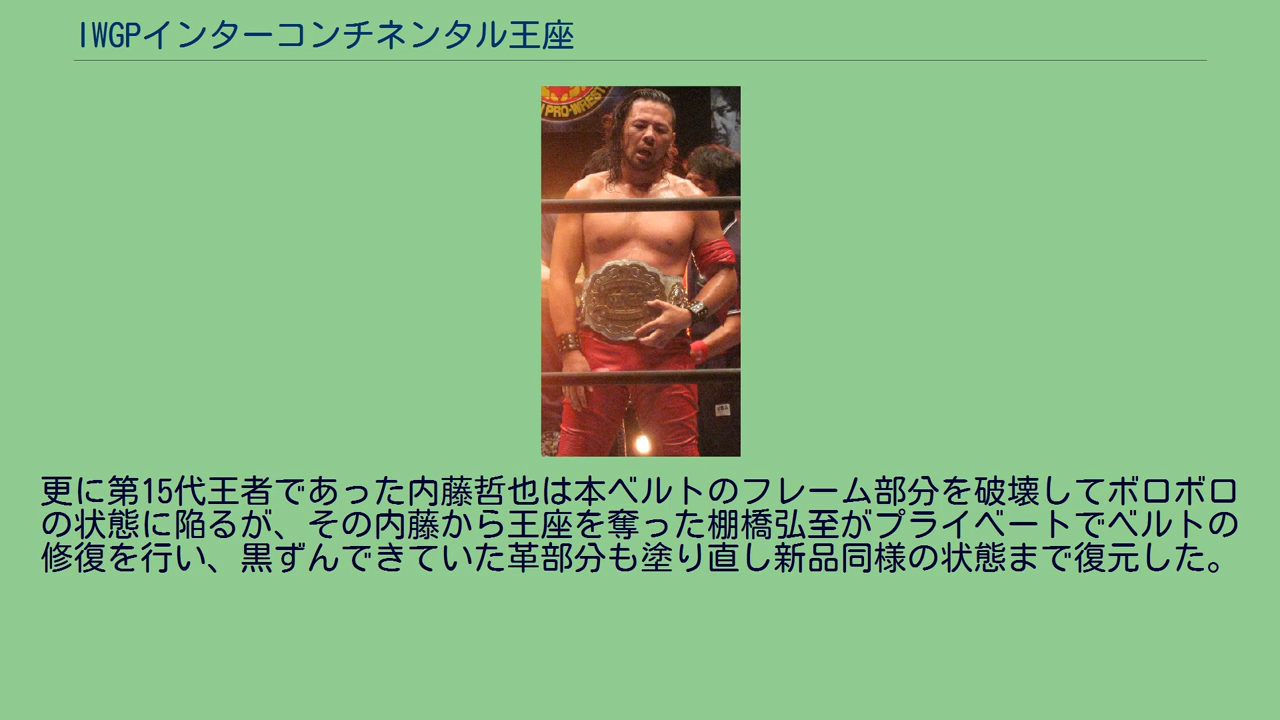 IWGPインターコンチネンタル王座
PRO-WREST
更に第15代王者であった内藤哲也は本ベルトのフレーム部分を破壊してボロボロ
の状態に陥るが、その内藤から王座を奪った棚橋弘至がプライベートでベルトの
修復を行い、黒ずんできていた革部分も塗り直し新品同様の状態まで復元した。